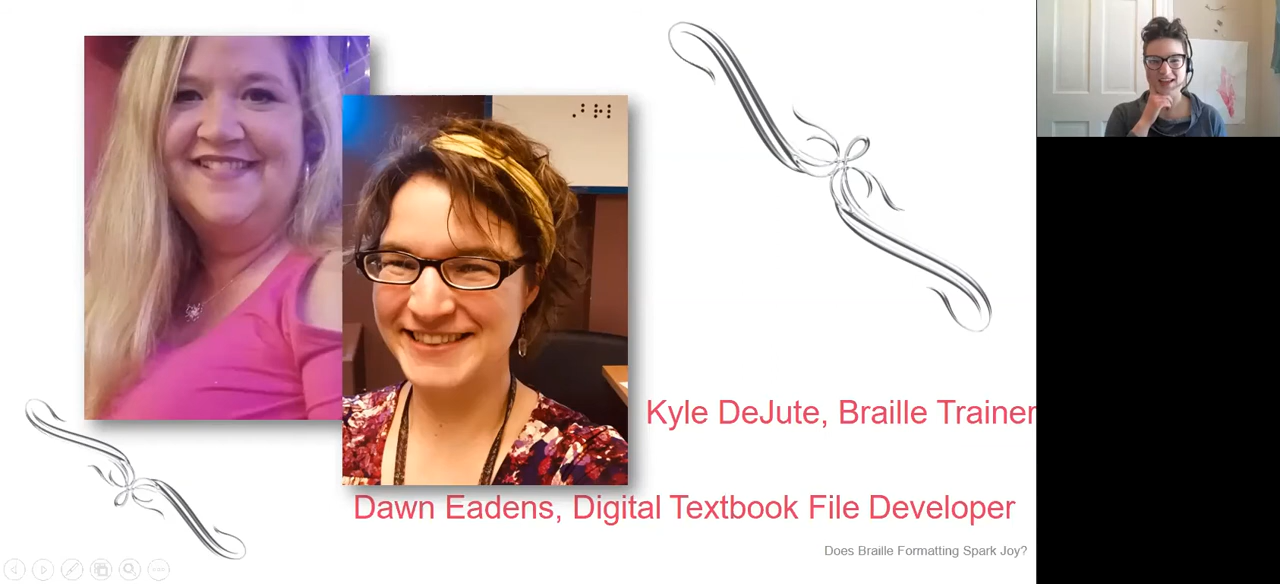 Kyle DeJute, Braille Trainer
Dawn Eadens, Digital Textbook File Developer
Does Braille Formatting Spark Joy?